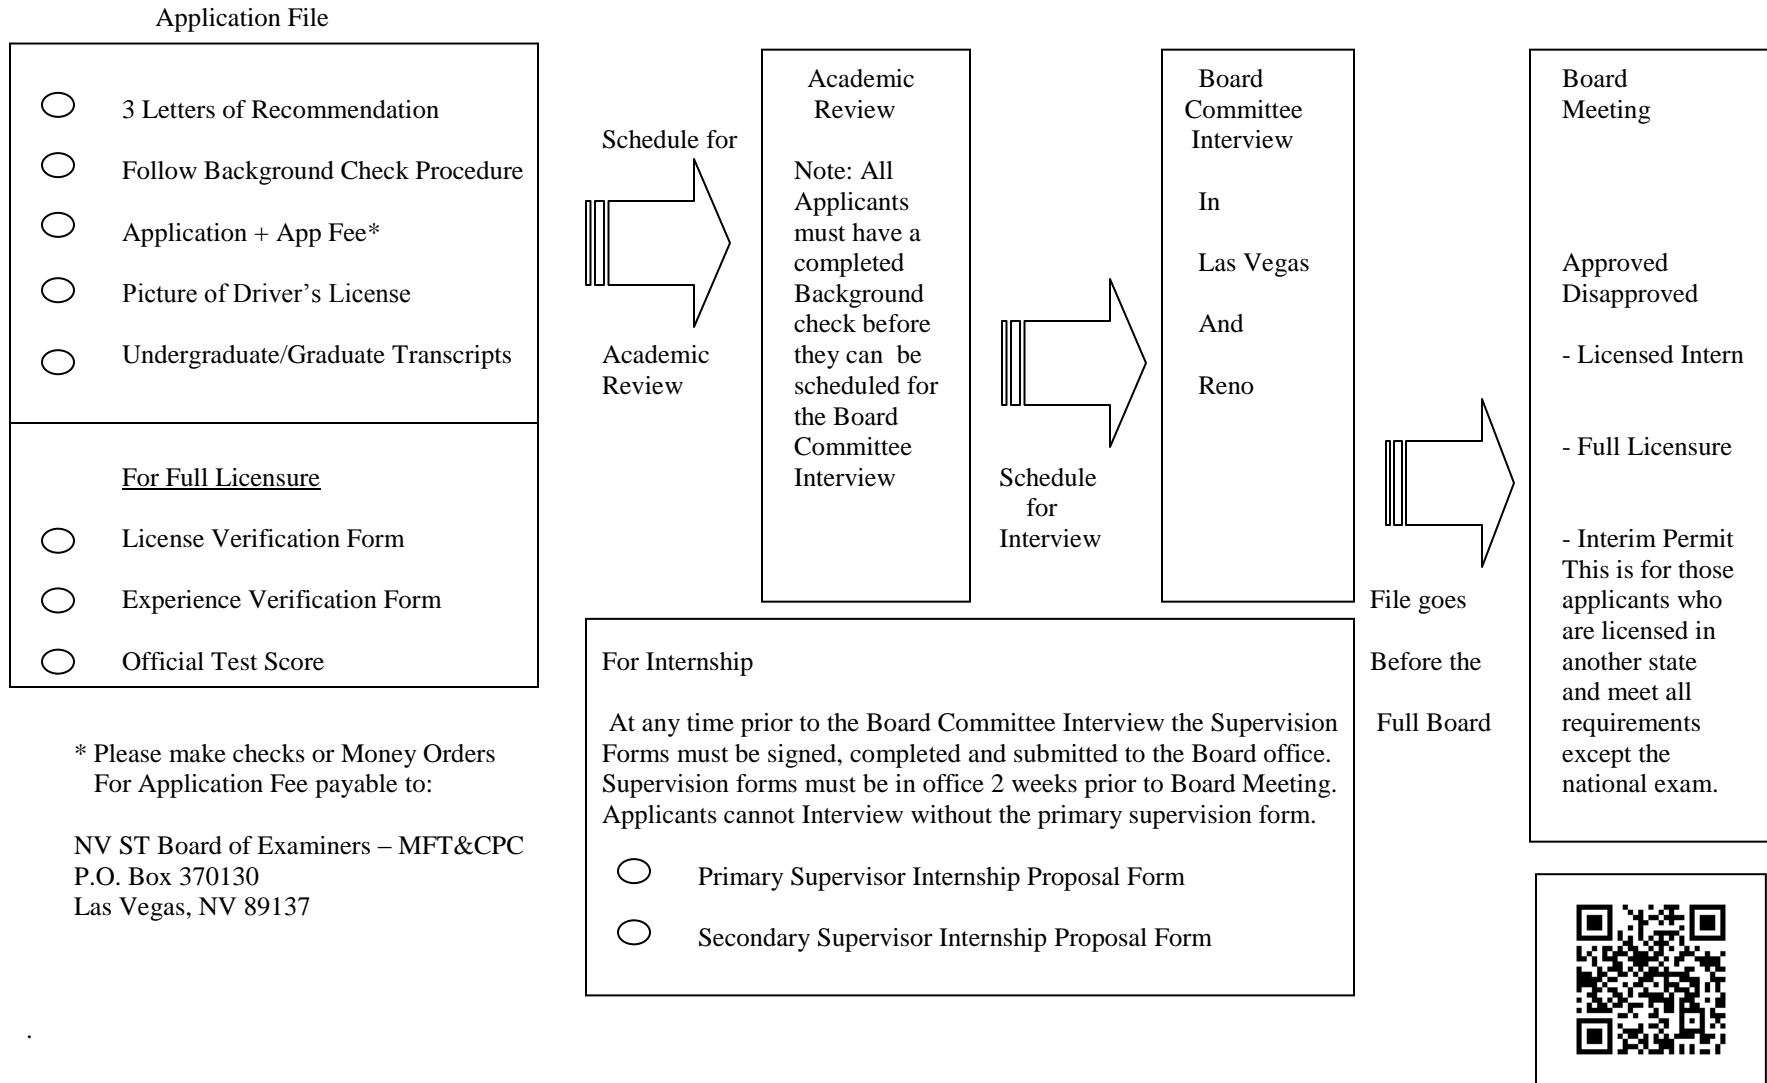 Application File
3 Letters of Recommendation
Follow Background Check Procedure
Application + App Fee*
Picture of Driver's License
Undergraduate/Graduate Transcripts
For Full Licensure
License Verification Form
Experience Verification Form
Official Test Score
* Please make checks or Money Orders
For Application Fee payable to:
NV ST Board of Examiners – MFT&CPC
P.O. Box 370130
Las Vegas, NV 89137
.
Schedule for
Academic
Review
Academic
Review
Note: All
Applicants
must have a
completed
Background
check before
they can  be
scheduled for
the Board
Committee
Interview
Schedule
for
Interview
Board
Committee
Interview
In
Las Vegas
And
Reno
For Internship
At any time prior to the Board Committee Interview the Supervision
Forms must be signed, completed and submitted to the Board office.
Supervision forms must be in office 2 weeks prior to Board Meeting.
Applicants cannot Interview without the primary supervision form.
Primary Supervisor Internship Proposal Form
Secondary Supervisor Internship Proposal Form
File goes
Before the
Full Board
Board
Meeting
Approved
Disapproved
- Licensed Intern
- Full Licensure
- Interim Permit
This is for those
applicants who
are licensed in
another state
and meet all
requirements
except the
national exam.